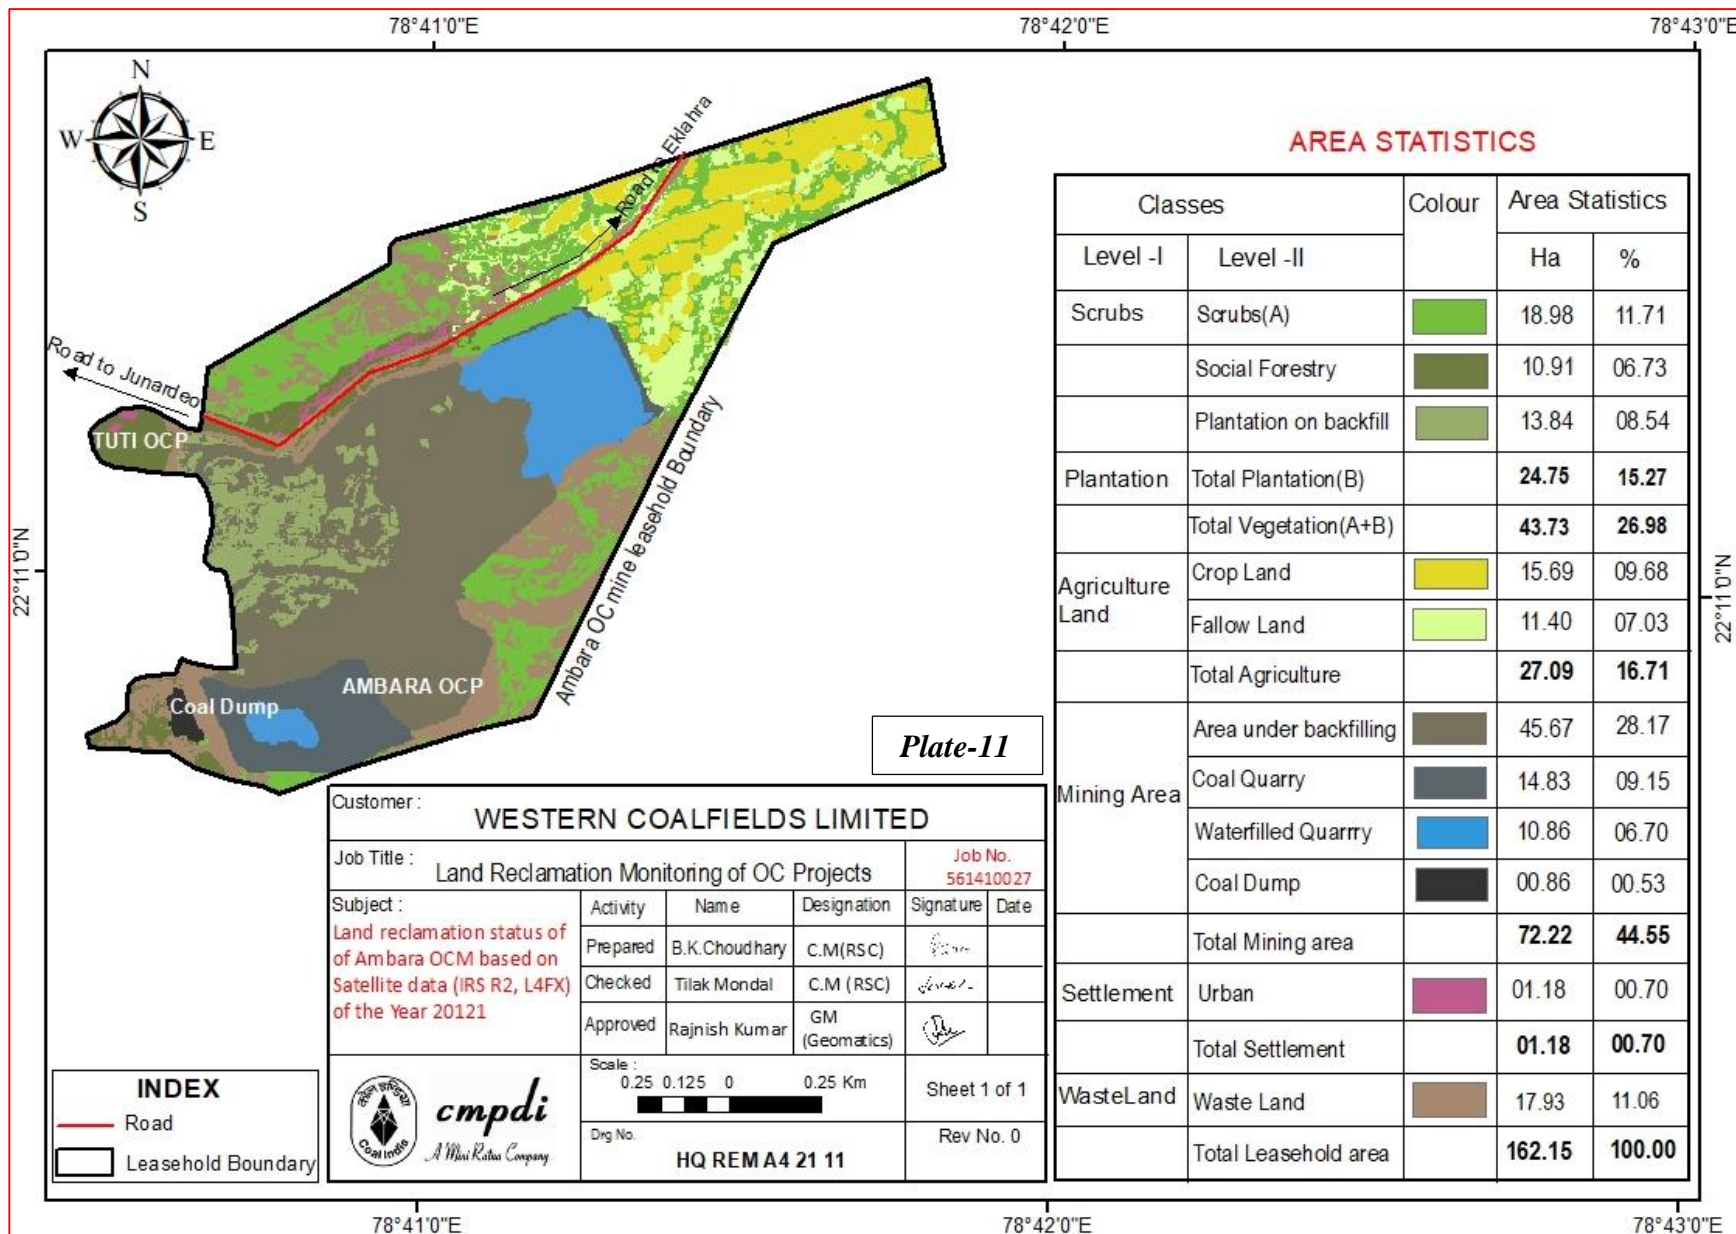 78°41'0"E 78°42'0"E 78°43'0"E
N
W E
S
Road to Eklahra
Road to Junardeo
TUTI OCP
22°11'0"N
22°11'0"N
Ambara OC mine leasehold Boundary
AMBARA OCP
Coal Dump
Plate-11
AREA STATISTICS
Classes Colour Area Statistics
Level -I Level -II Ha %
Scrubs Scrubs(A) 18.98 11.71
Social Forestry 10.91 06.73
Plantation on backfill 13.84 08.54
Plantation Total Plantation(B) 24.75 15.27
Total Vegetation(A+B) 43.73 26.98
Agriculture
Land
Crop Land 15.69 09.68
Fallow Land 11.40 07.03
Total Agriculture 27.09 16.71
Mining Area
Area under backfilling 45.67 28.17
Coal Quarry 14.83 09.15
Waterfilled Quarrry 10.86 06.70
Coal Dump 00.86 00.53
Total Mining area 72.22 44.55
Settlement Urban 01.18 00.70
Total Settlement 01.18 00.70
WasteLand Waste Land 17.93 11.06
Total Leasehold area 162.15 100.00
Customer :
WESTERN COALFIELDS LIMITED
Job Title :
Land Reclamation Monitoring of OC Projects
Job No.
561410027
Subject :
Land reclamation status of
of Ambara OCM based on
Satellite data (IRS R2, L4FX)
of the Year 20121
Activity Name Designation Signature Date
Prepared B.K.Choudhary C.M(RSC)
Checked Tilak Mondal C.M (RSC)
Approved Rajnish Kumar GM
(Geomatics)
कोल इण्डिया
Coal India
cmpdi
A Mini Ratna Company
Scale :
0.25 0.125 0 0.25 Km
Sheet 1 of 1
Drg No.
HQ REM A4 21 11
Rev No. 0
INDEX
Road
Leasehold Boundary
78°41'0"E 78°42'0"E 78°43'0"E